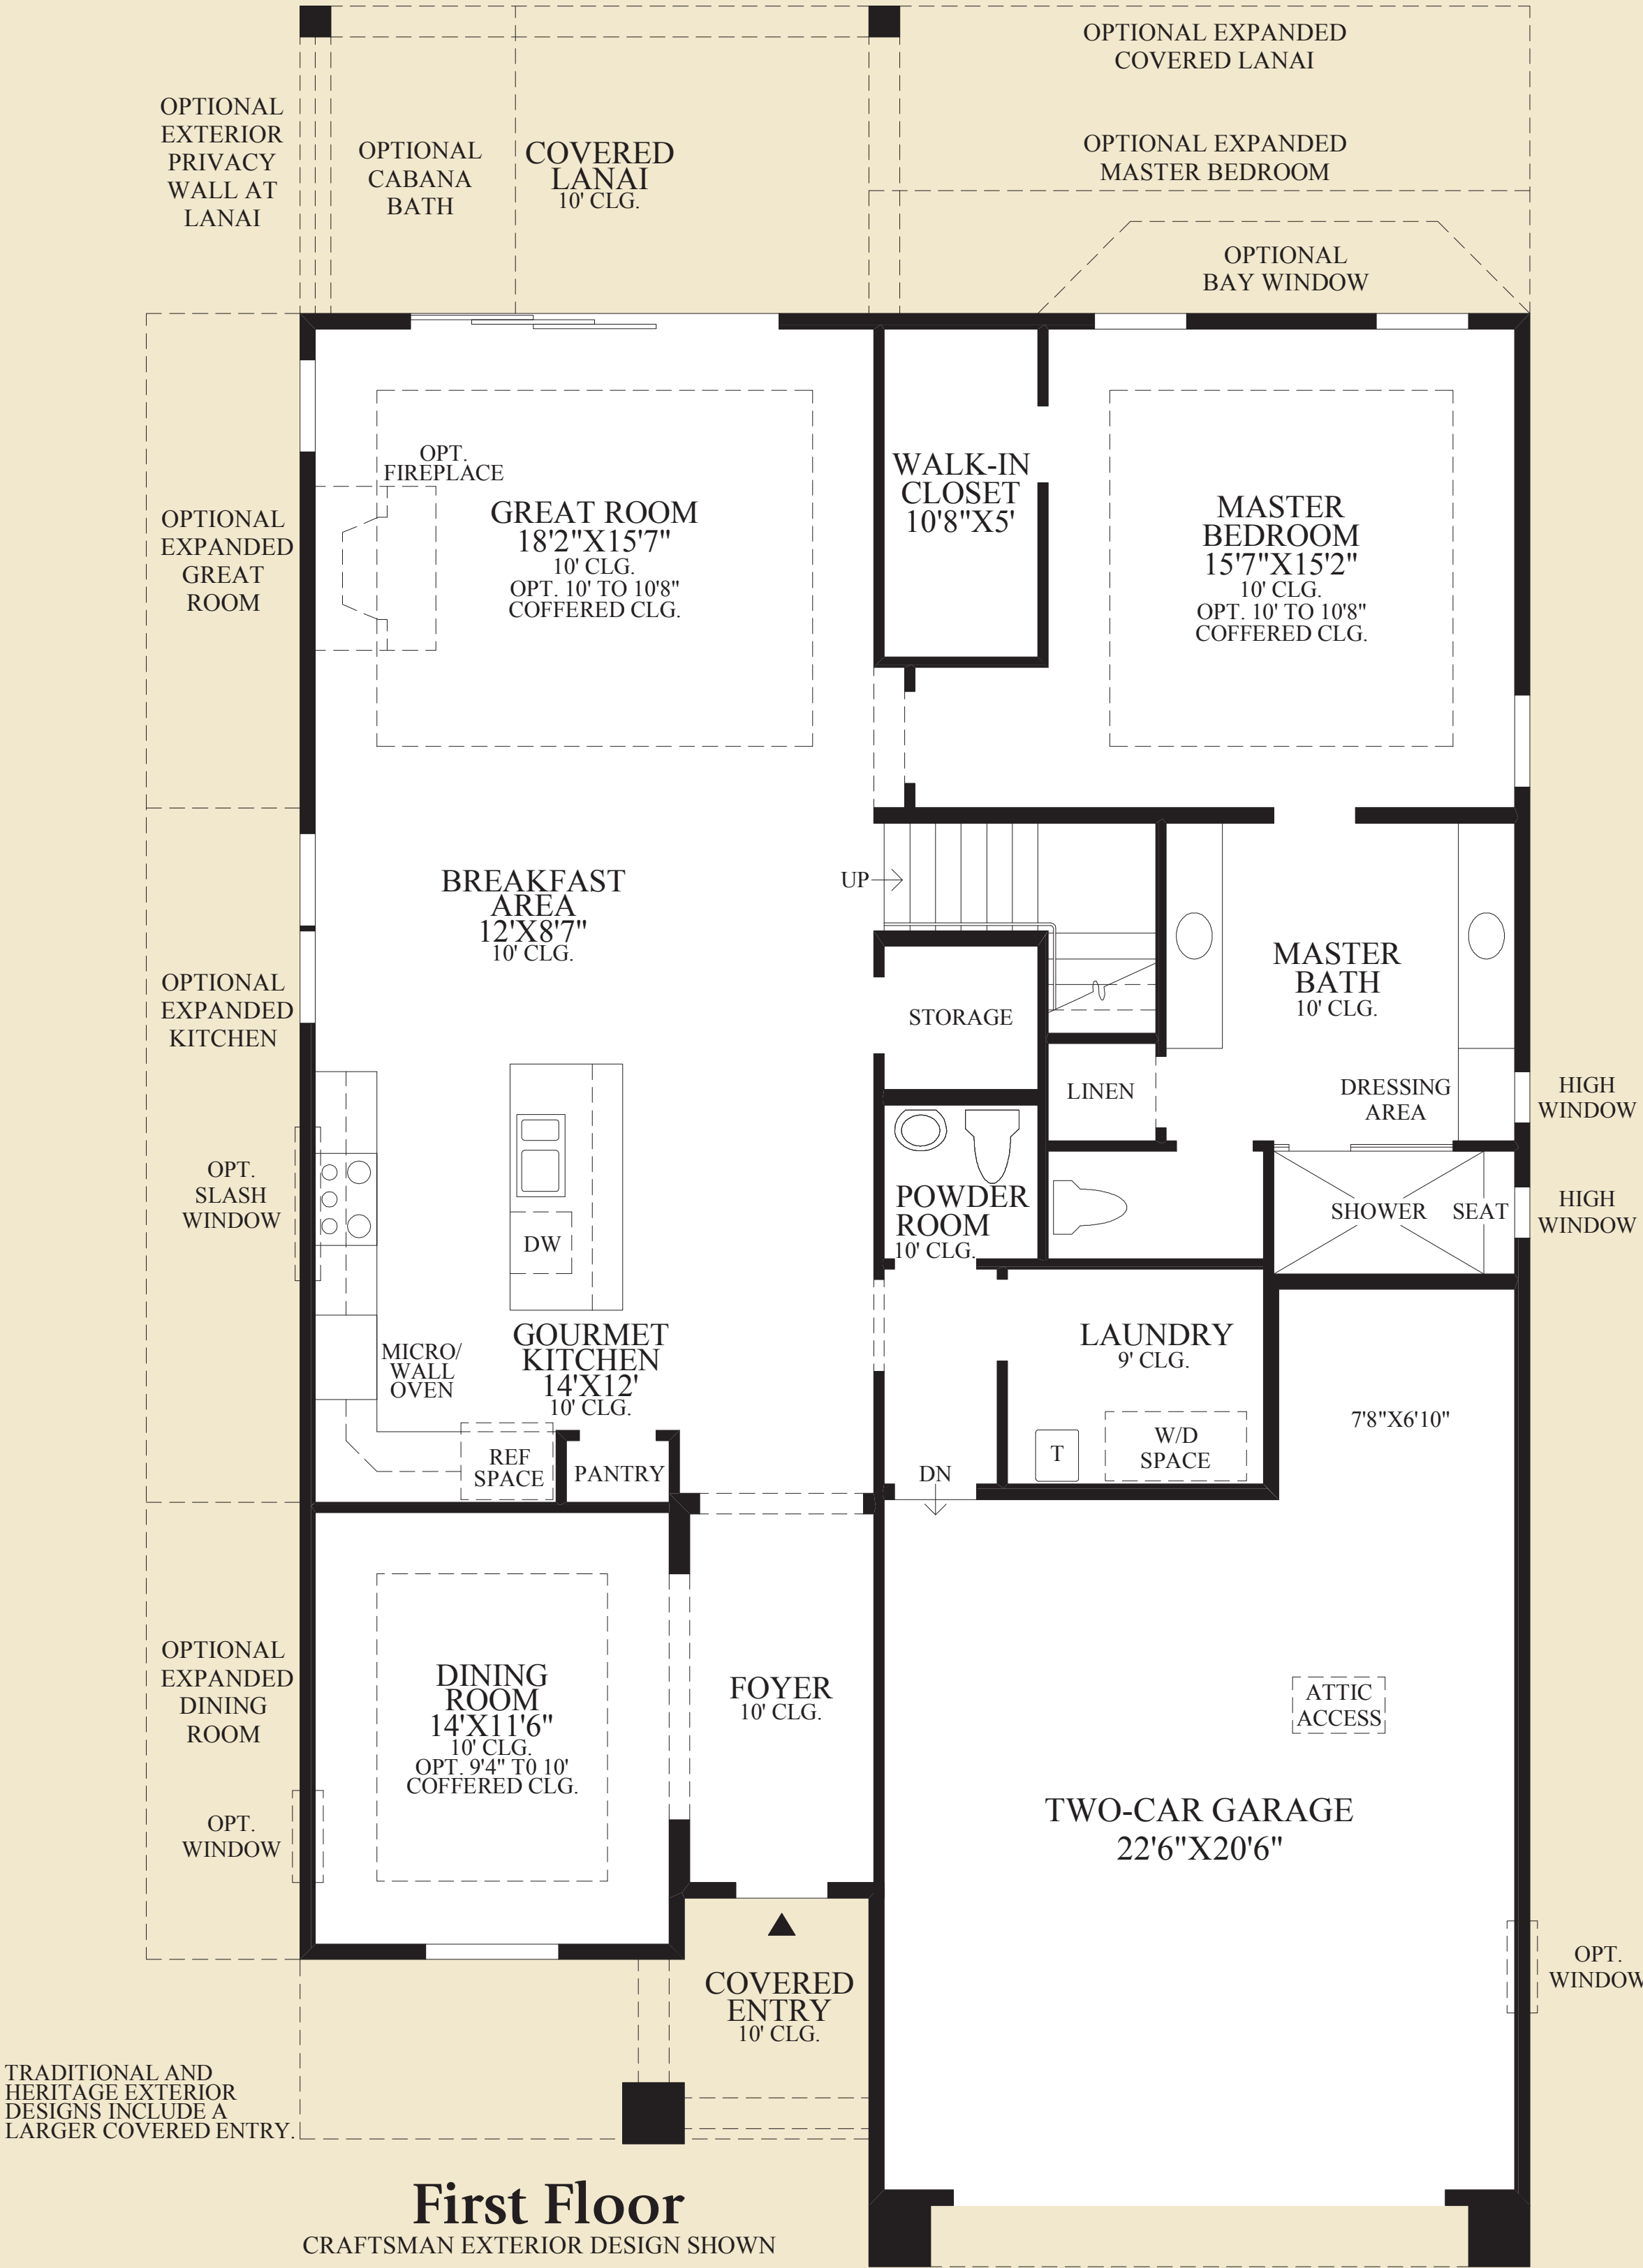 OPTIONAL EXPANDED
COVERED LANAI
OPTIONAL
EXTERIOR
PRIVACY
WALL AT
LANAI
OPTIONAL
CABANA
BATH
COVERED
LANAI
10' CLG.
OPTIONAL EXPANDED
MASTER BEDROOM
OPTIONAL
BAY WINDOW
OPT.
FIREPLACE
OPTIONAL
EXPANDED
GREAT
ROOM
GREAT ROOM
18'2"X15'7"
10' CLG.
OPT. 10' TO 10'8"
COFFERED CLG.
WALK-IN
CLOSET
10'8"X5'
MASTER
BEDROOM
15'7"X15'2"
10' CLG.
OPT. 10' TO 10'8"
COFFERED CLG.
BREAKFAST
AREA
12'X8'7"
10' CLG.
UP
OPTIONAL
EXPANDED
KITCHEN
STORAGE
MASTER
BATH
10' CLG.
LINEN
DRESSING
AREA
HIGH
WINDOW
OPT.
SLASH
WINDOW
DW
POWDER
ROOM
10' CLG.
SHOWER
SEAT
HIGH
WINDOW
MICRO/
WALL
OVEN
GOURMET
KITCHEN
14'X12'
10' CLG.
LAUNDRY
9' CLG.
7'8"X6'10"
REF
SPACE
PANTRY
DN
T
W/D
SPACE
OPTIONAL
EXPANDED
DINING
ROOM
DINING
ROOM
14'X11'6"
10' CLG.
OPT. 9'4" T0 10'
COFFERED CLG.
FOYER
10' CLG.
ATTIC
ACCESS
OPT.
WINDOW
TWO-CAR GARAGE
22'6"X20'6"
OPT.
WINDOW
COVERED
ENTRY
10' CLG.
TRADITIONAL AND
HERITAGE EXTERIOR
DESIGNS INCLUDE A
LARGER COVERED ENTRY.
First Floor
CRAFTSMAN EXTERIOR DESIGN SHOWN